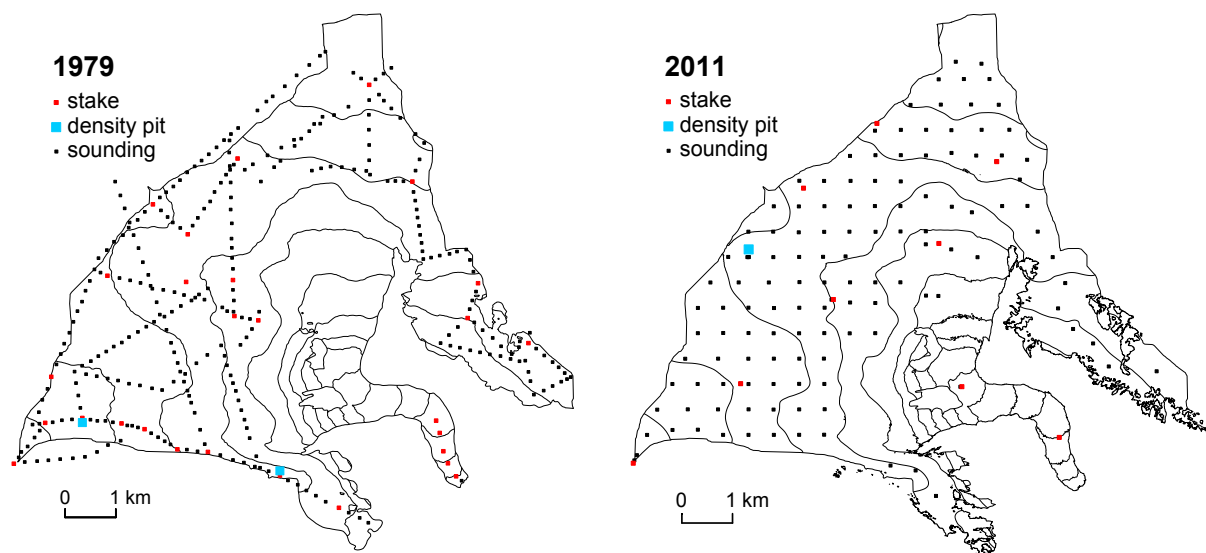 1979
stake
density pit
sounding
0 1 km
2011
stake
density pit
sounding
0 1 km